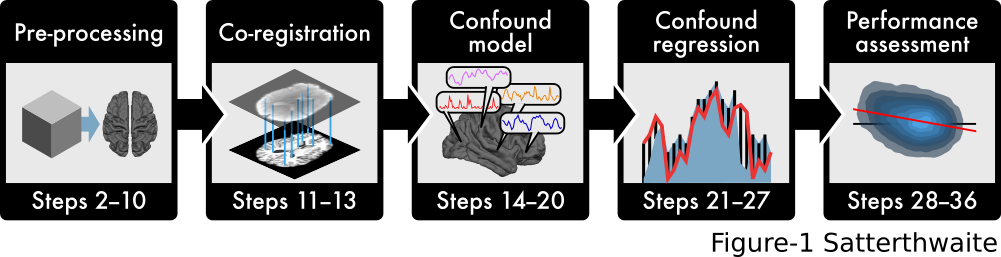 Pre-processing
Steps 2–10
Co-registration
Steps 11–13
Confound
model
Steps 14–20
Confound
regression
Steps 21–27
Performance
assessment
Steps 28–36
Figure-1 Satterthwaite